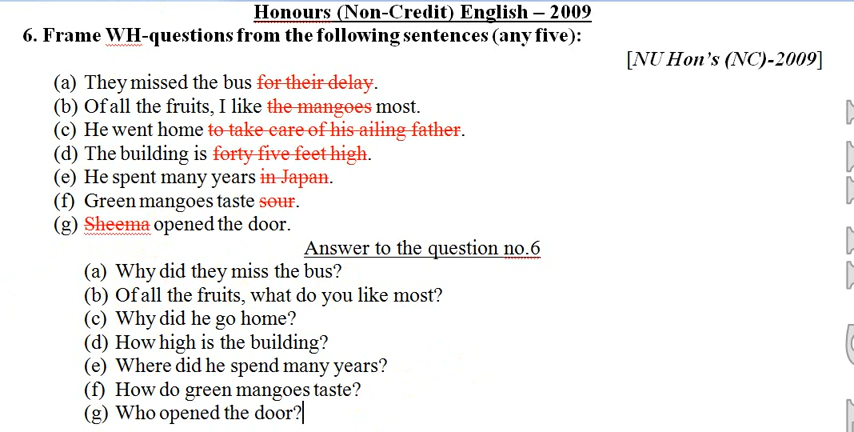 Honours (Non-Credit) English – 2009
6. Frame WH-questions from the following sentences (any five):
[NU Hon's (NC)-2009]
(a) They missed the bus for their delay.
(b) Of all the fruits, I like the mangoes most.
(c) He went home to take care of his ailing father.
(d) The building is forty five feet high.
(e) He spent many years in Japan.
(f) Green mangoes taste sour.
(g) Sheema opened the door.
Answer to the question no.6
(a) Why did they miss the bus?
(b) Of all the fruits, what do you like most?
(c) Why did he go home?
(d) How high is the building?
(e) Where did he spend many years?
(f) How do green mangoes taste?
(g) Who opened the door?